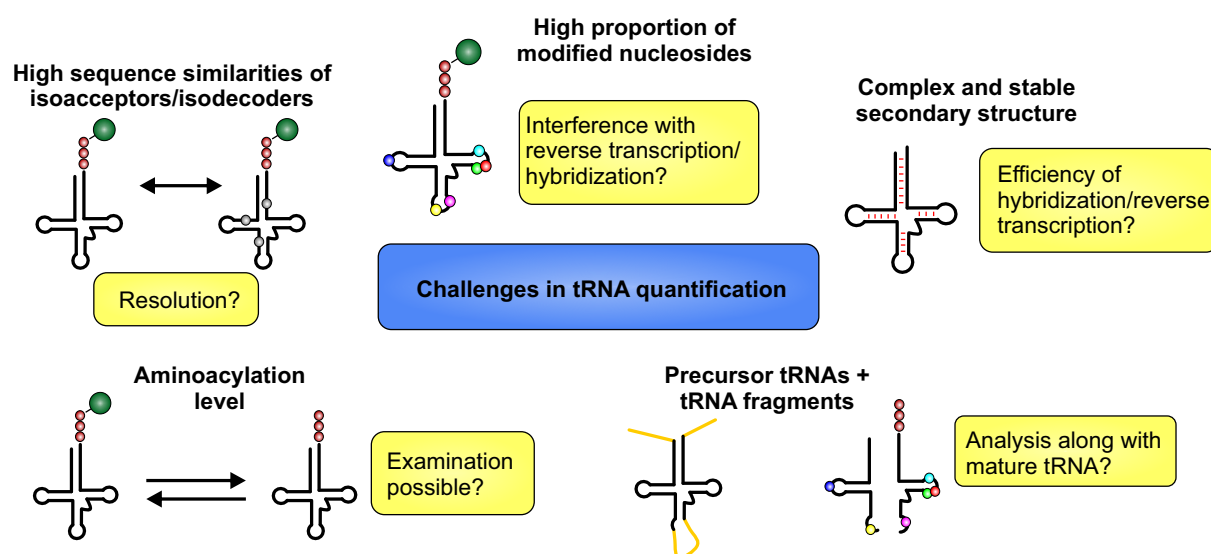 High sequence similarities of
isoacceptors/isodecoders
Resolution?
High proportion of
modified nucleosides
Interference with
reverse transcription/
hybridization?
Complex and stable
secondary structure
Efficiency of
hybridization/reverse
transcription?
Challenges in tRNA quantification
Aminoacylation
level
Examination
possible?
Precursor tRNAs +
tRNA fragments
Analysis along with
mature tRNA?